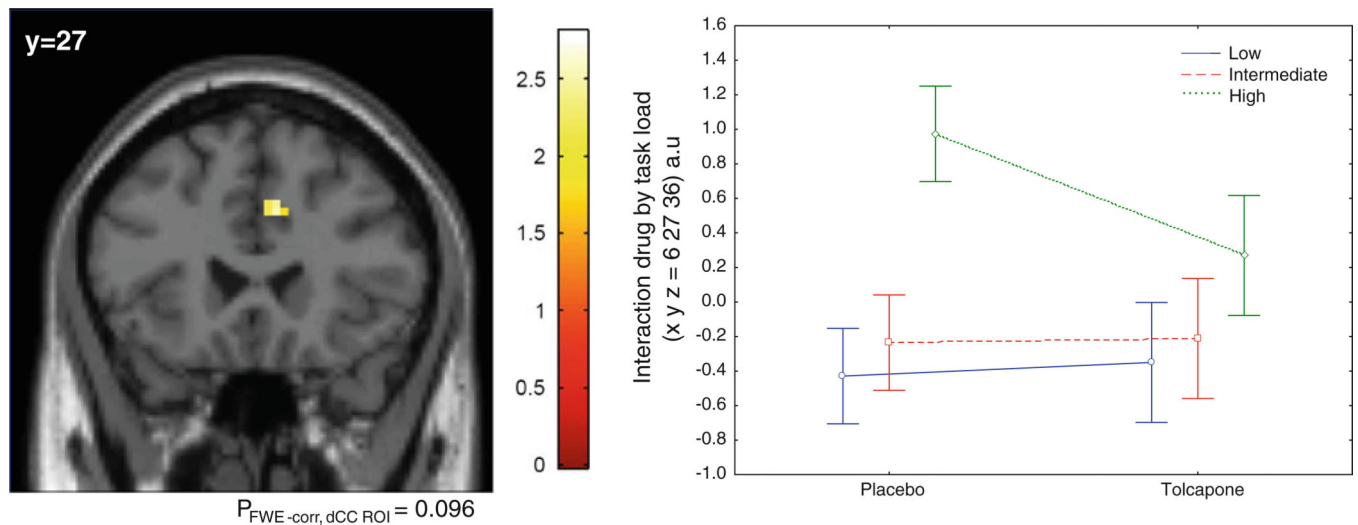 y=27
2.5
2
1.5
1
0.5
0
P_FWE-corr, dCC ROI = 0.096
Interaction drug by task load
(x y z = 6 27 36) a.u
1.6
1.4
1.2
1.0
0.8
0.6
0.4
0.2
0.0
-0.2
-0.4
-0.6
-0.8
-1.0
Low
Intermediate
High
Placebo
Tolcapone